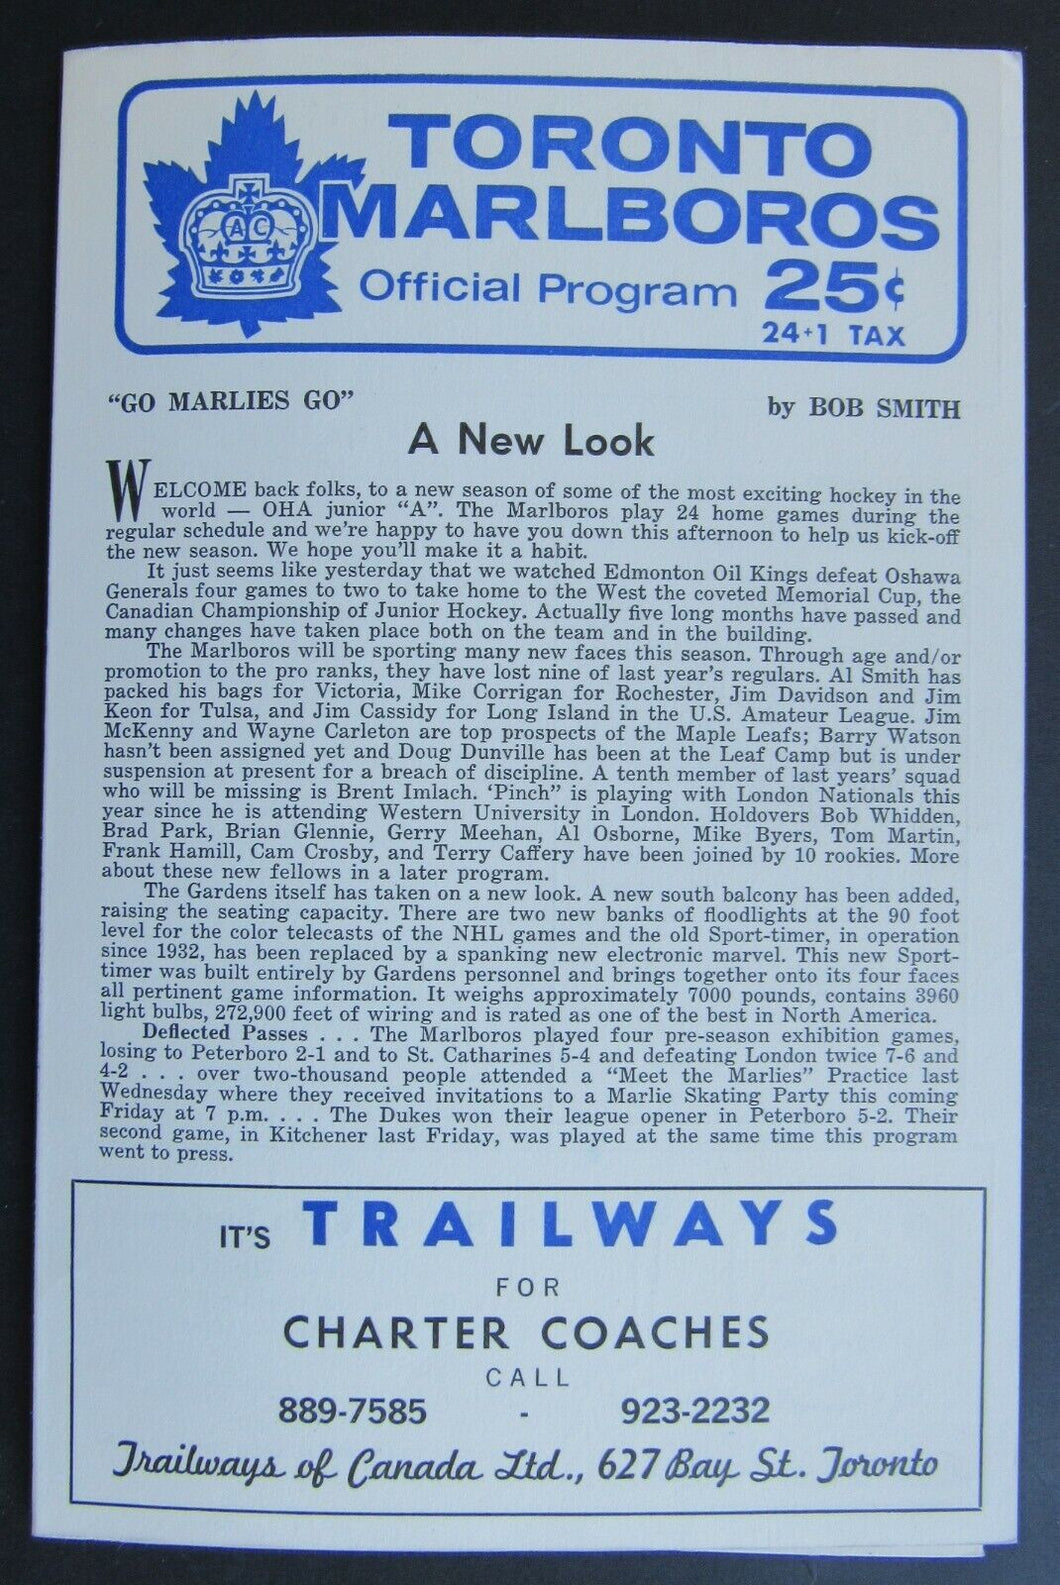 TORONTO
MARLBOROS
AC
Official Program 25¢
24+1 TAX
“GO MARLIES GO” by BOB SMITH
A New Look
WELCOME back folks, to a new season of some of the most exciting hockey in the
world — OHA junior “A”. The Marlboros play 24 home games during the
regular schedule and we’re happy to have you down this afternoon to help us kick-off
the new season. We hope you’ll make it a habit.
It just seems like yesterday that we watched Edmonton Oil Kings defeat Oshawa
Generals four games to two to take home to the West the coveted Memorial Cup, the
Canadian Championship of Junior Hockey. Actually five long months have passed and
many changes have taken place both on the team and in the building.
The Marlboros will be sporting many new faces this season. Through age and/or
promotion to the pro ranks, they have lost nine of last year’s regulars. Al Smith has
packed his bags for Victoria, Mike Corrigan for Rochester, Jim Davidson and Jim
Keon for Tulsa, and Jim Cassidy for Long Island in the U.S. Amateur League. Jim
McKenny and Wayne Carleton are top prospects of the Maple Leafs; Barry Watson
hasn’t been assigned yet and Doug Dunville has been at the Leaf Camp but is under
suspension at present for a breach of discipline. A tenth member of last years’ squad
who will be missing is Brent Imlach. ‘Pinch” is playing with London Nationals this
year since he is attending Western University in London. Holdovers Bob Whidden,
Brad Park, Brian Glennie, Gerry Meehan, Al Osborne, Mike Byers, Tom Martin,
Frank Hamill, Cam Crosby, and Terry Caffery have been joined by 10 rookies. More
about these new fellows in a later program.
The Gardens itself has taken on a new look. A new south balcony has been added,
raising the seating capacity. There are two new banks of floodlights at the 90 foot
level for the color telecasts of the NHL games and the old Sport-timer, in operation
since 1932, has been replaced by a spanking new electronic marvel. This new Sport-
timer was built entirely by Gardens personnel and brings together onto its four faces
all pertinent game information. It weighs approximately 7000 pounds, contains 3960
light bulbs, 272,900 feet of wiring and is rated as one of the best in North America.
Deflected Passes . . . The Marlboros played four pre-season exhibition games,
losing to Peterboro 2-1 and to St. Catharines 5-4 and defeating London twice 7-6 and
4-2 . . . over two-thousand people attended a “Meet the Marlies” Practice last
Wednesday where they received invitations to a Marlie Skating Party this coming
Friday at 7 p.m. . . . The Dukes won their league opener in Peterboro 5-2. Their
second game, in Kitchener last Friday, was played at the same time this program
went to press.
IT’S TRAILWAYS
FOR
CHARTER COACHES
CALL
889-7585 - 923-2232
Trailways of Canada Ltd., 627 Bay St. Toronto